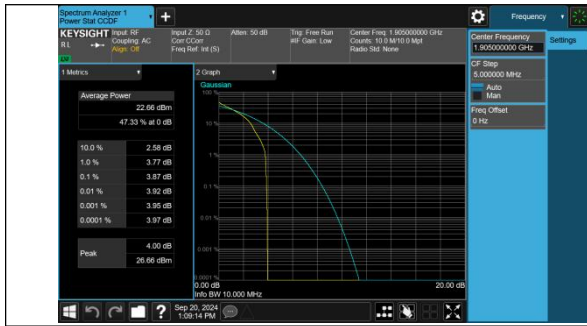 Spectrum Analyzer 1
Power Stat CCDF
Frequency
KEYSIGHT
RL
Input: RF
Coupling: AC
Align: Off
Input Z: 50 Ω
Corr CCorr
Freq Ref: Int (S)
Atten: 50 dB
Trig: Free Run
#IF Gain: Low
Center Freq: 1.905000000 GHz
Counts: 10.0 M/10.0 Mpt
Radio Std: None
Center Frequency
1.905000000 GHz
Settings
CF Step
5.000000 MHz
Auto
Man
Freq Offset
0 Hz
1 Metrics
Average Power
22.66 dBm
47.33 % at 0 dB
10.0 % 2.58 dB
1.0 % 3.77 dB
0.1 % 3.87 dB
0.01 % 3.92 dB
0.001 % 3.95 dB
0.0001 % 3.97 dB
Peak
4.00 dB
26.66 dBm
2 Graph
Gaussian
100 %
10 %
1 %
0.1 %
0.01 %
0.001 %
0.0001 %
0.00 dB
20.00 dB
Info BW 10.000 MHz
?
Sep 20, 2024
1:09:14 PM